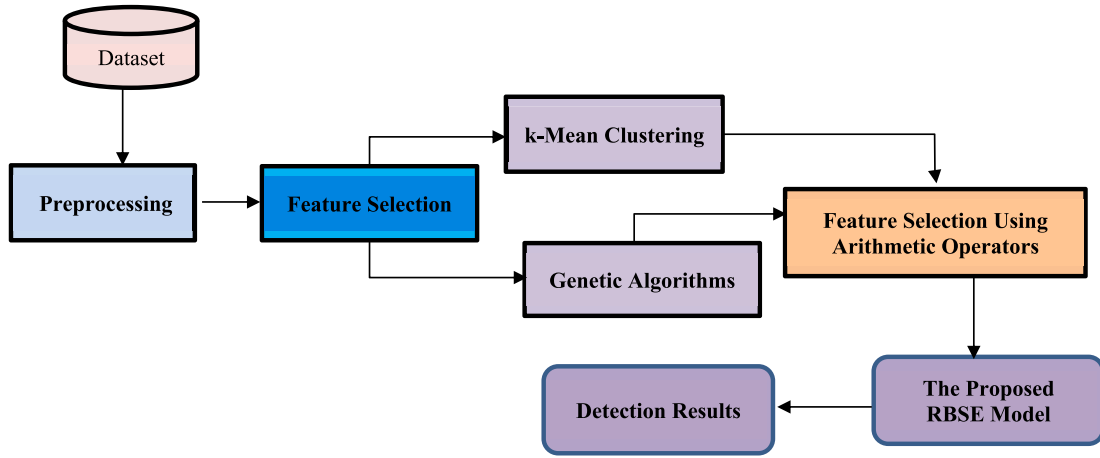 Dataset
Preprocessing
Feature Selection
k-Mean Clustering
Genetic Algorithms
Feature Selection Using
Arithmetic Operators
The Proposed
RBSE Model
Detection Results